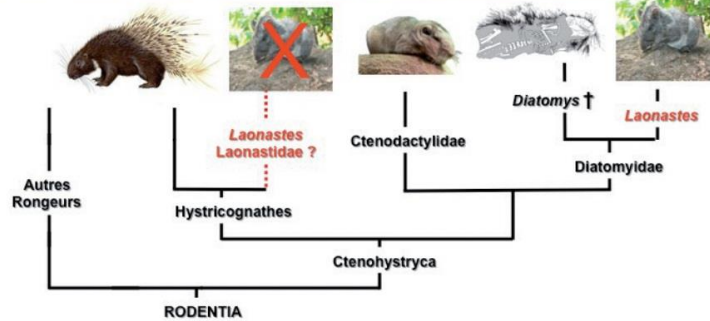 Diatomys †
Laonastes
Laonastes
Laonastidae ?
Ctenodactylidae
Diatomyidae
Autres
Rongeurs
Hystricognathes
Ctenohystryca
RODENTIA